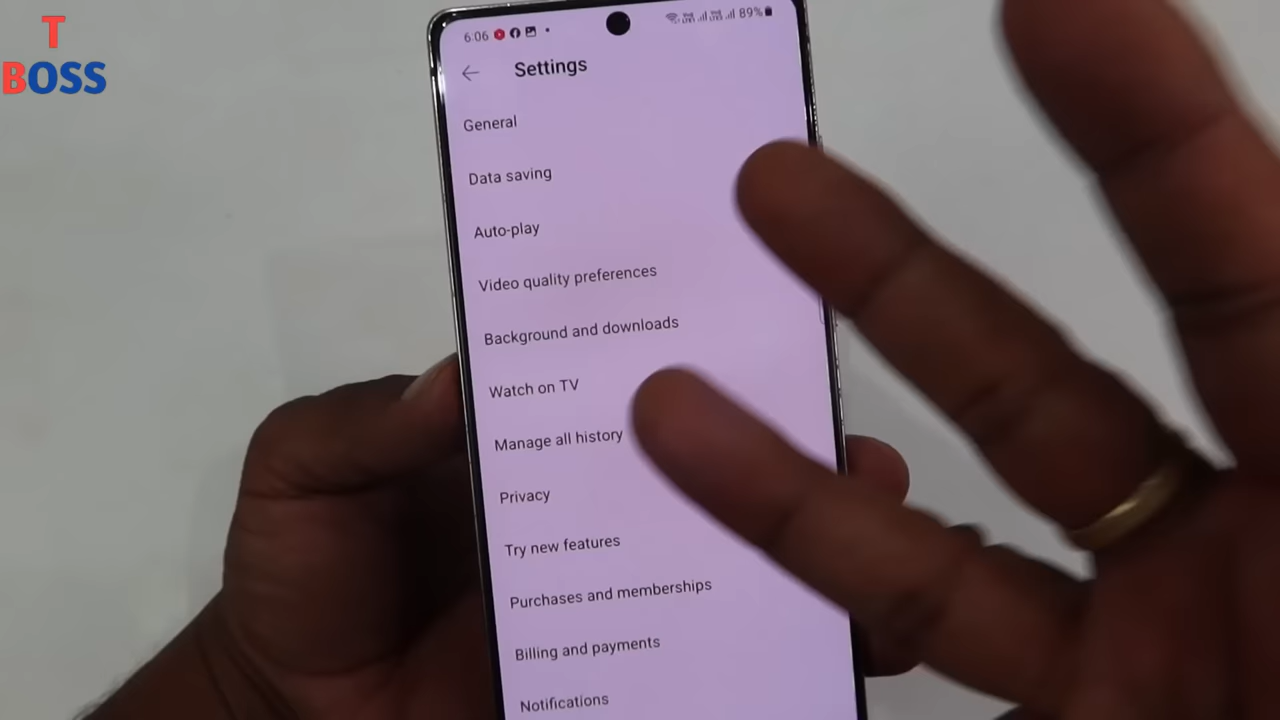 T
BOSS
6:06 89%
Settings
General
Data saving
Auto-play
Video quality preferences
Background and downloads
Watch on TV
Manage all history
Privacy
Try new features
Purchases and memberships
Billing and payments
Notifications